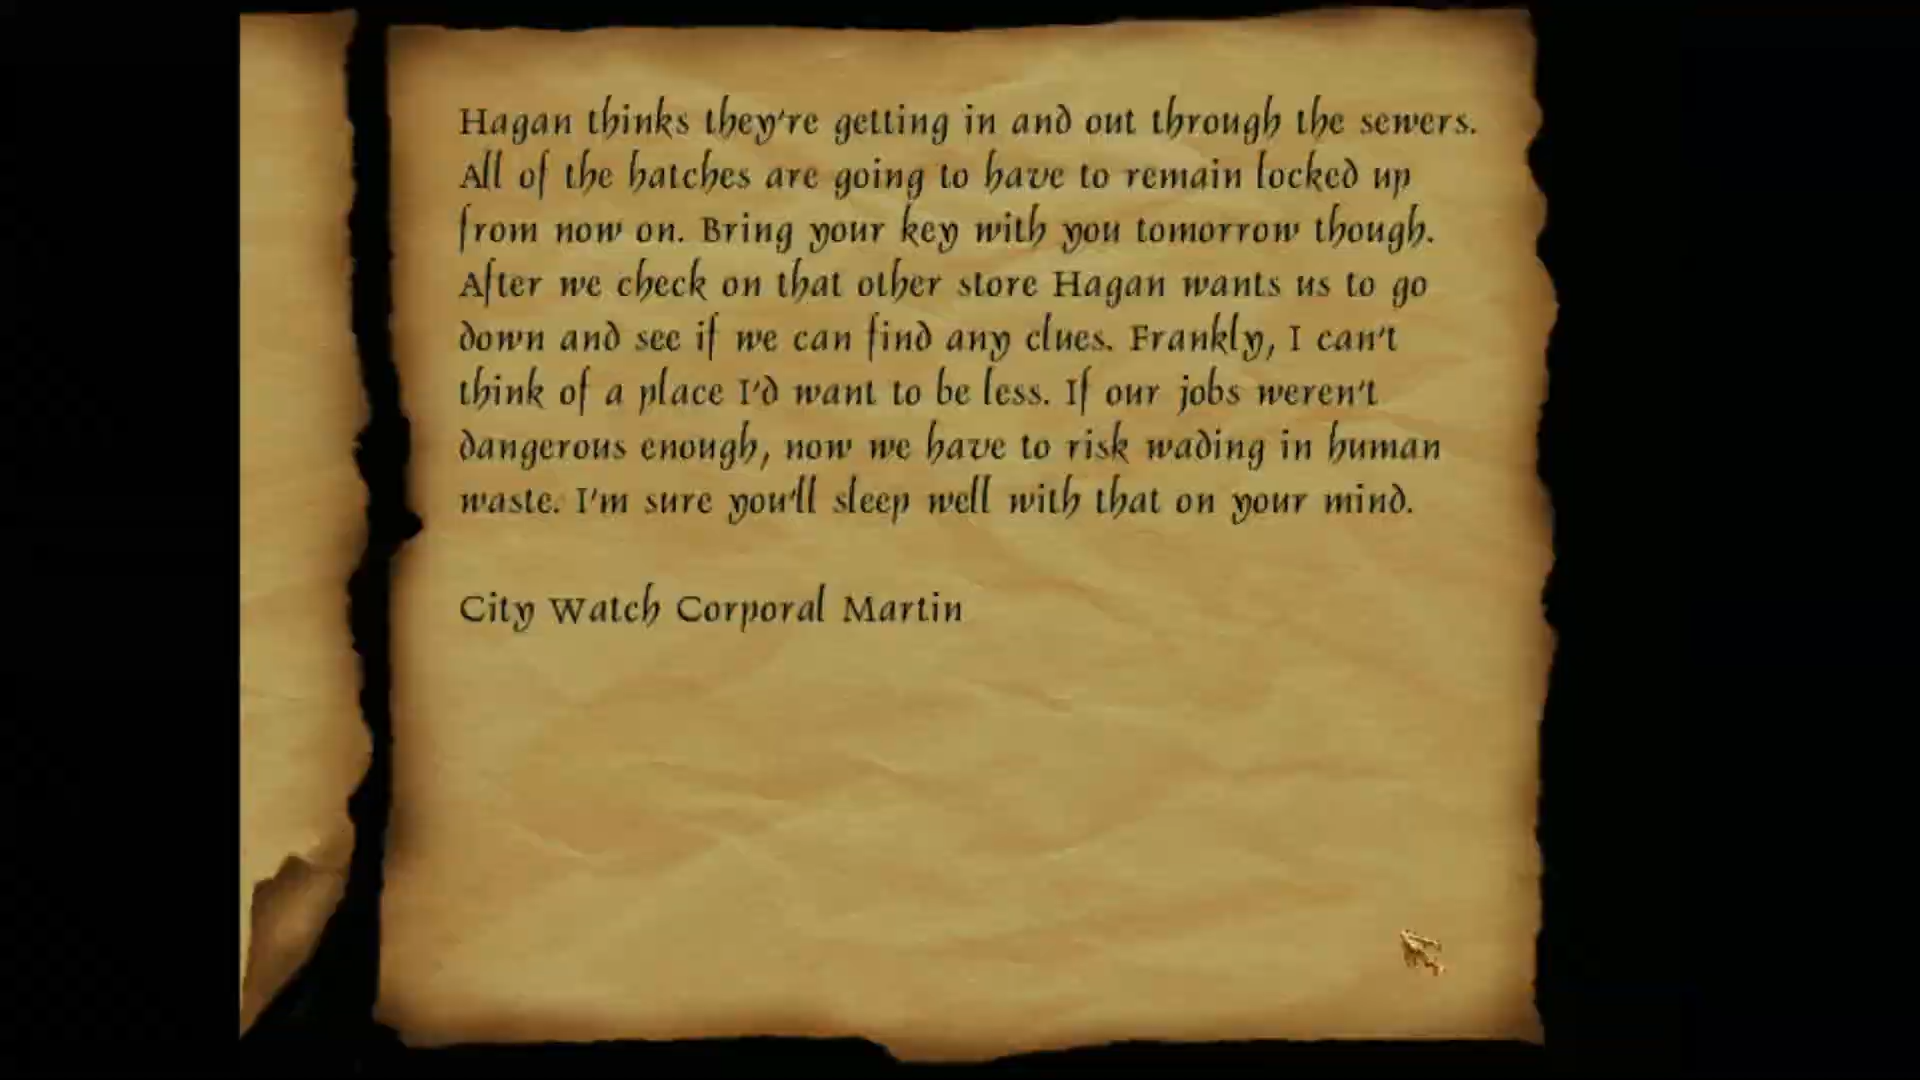 Hagan thinks they're getting in and out through the sewers.
All of the hatches are going to have to remain locked up
from now on. Bring your key with you tomorrow though.
After we check on that other store Hagan wants us to go
down and see if we can find any clues. Frankly, I can't
think of a place I'd want to be less. If our jobs weren't
dangerous enough, now we have to risk wading in human
waste. I'm sure you'll sleep well with that on your mind.
City Watch Corporal Martin